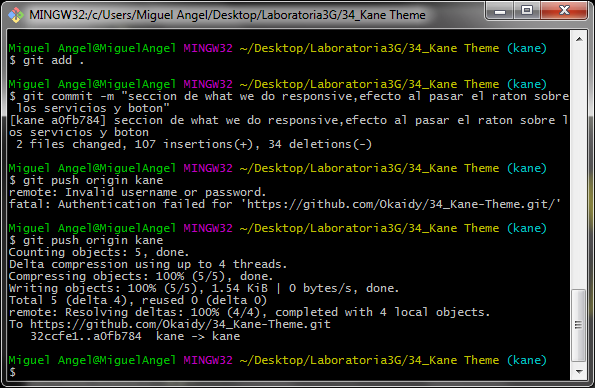 MINGW32:/c/Users/Miguel Angel/Desktop/Laboratoria3G/34_Kane Theme
Miguel Angel@MiguelAngel MINGW32 ~/Desktop/Laboratoria3G/34_Kane Theme (kane)
$ git add .
Miguel Angel@MiguelAngel MINGW32 ~/Desktop/Laboratoria3G/34_Kane Theme (kane)
$ git commit -m "seccion de what we do responsive,efecto al pasar el raton sobre
los servicios y boton"
[kane a0fb784] seccion de what we do responsive,efecto al pasar el raton sobre l
os servicios y boton
2 files changed, 107 insertions(+), 34 deletions(-)
Miguel Angel@MiguelAngel MINGW32 ~/Desktop/Laboratoria3G/34_Kane Theme (kane)
$ git push origin kane
remote: Invalid username or password.
fatal: Authentication failed for 'https://github.com/Okaidy/34_Kane-Theme.git/'
Miguel Angel@MiguelAngel MINGW32 ~/Desktop/Laboratoria3G/34_Kane Theme (kane)
$ git push origin kane
Counting objects: 5, done.
Delta compression using up to 4 threads.
Compressing objects: 100% (5/5), done.
Writing objects: 100% (5/5), 1.54 KiB | 0 bytes/s, done.
Total 5 (delta 4), reused 0 (delta 0)
remote: Resolving deltas: 100% (4/4), completed with 4 local objects.
To https://github.com/Okaidy/34_Kane-Theme.git
32ccfe1..a0fb784  kane -> kane
Miguel Angel@MiguelAngel MINGW32 ~/Desktop/Laboratoria3G/34_Kane Theme (kane)
$